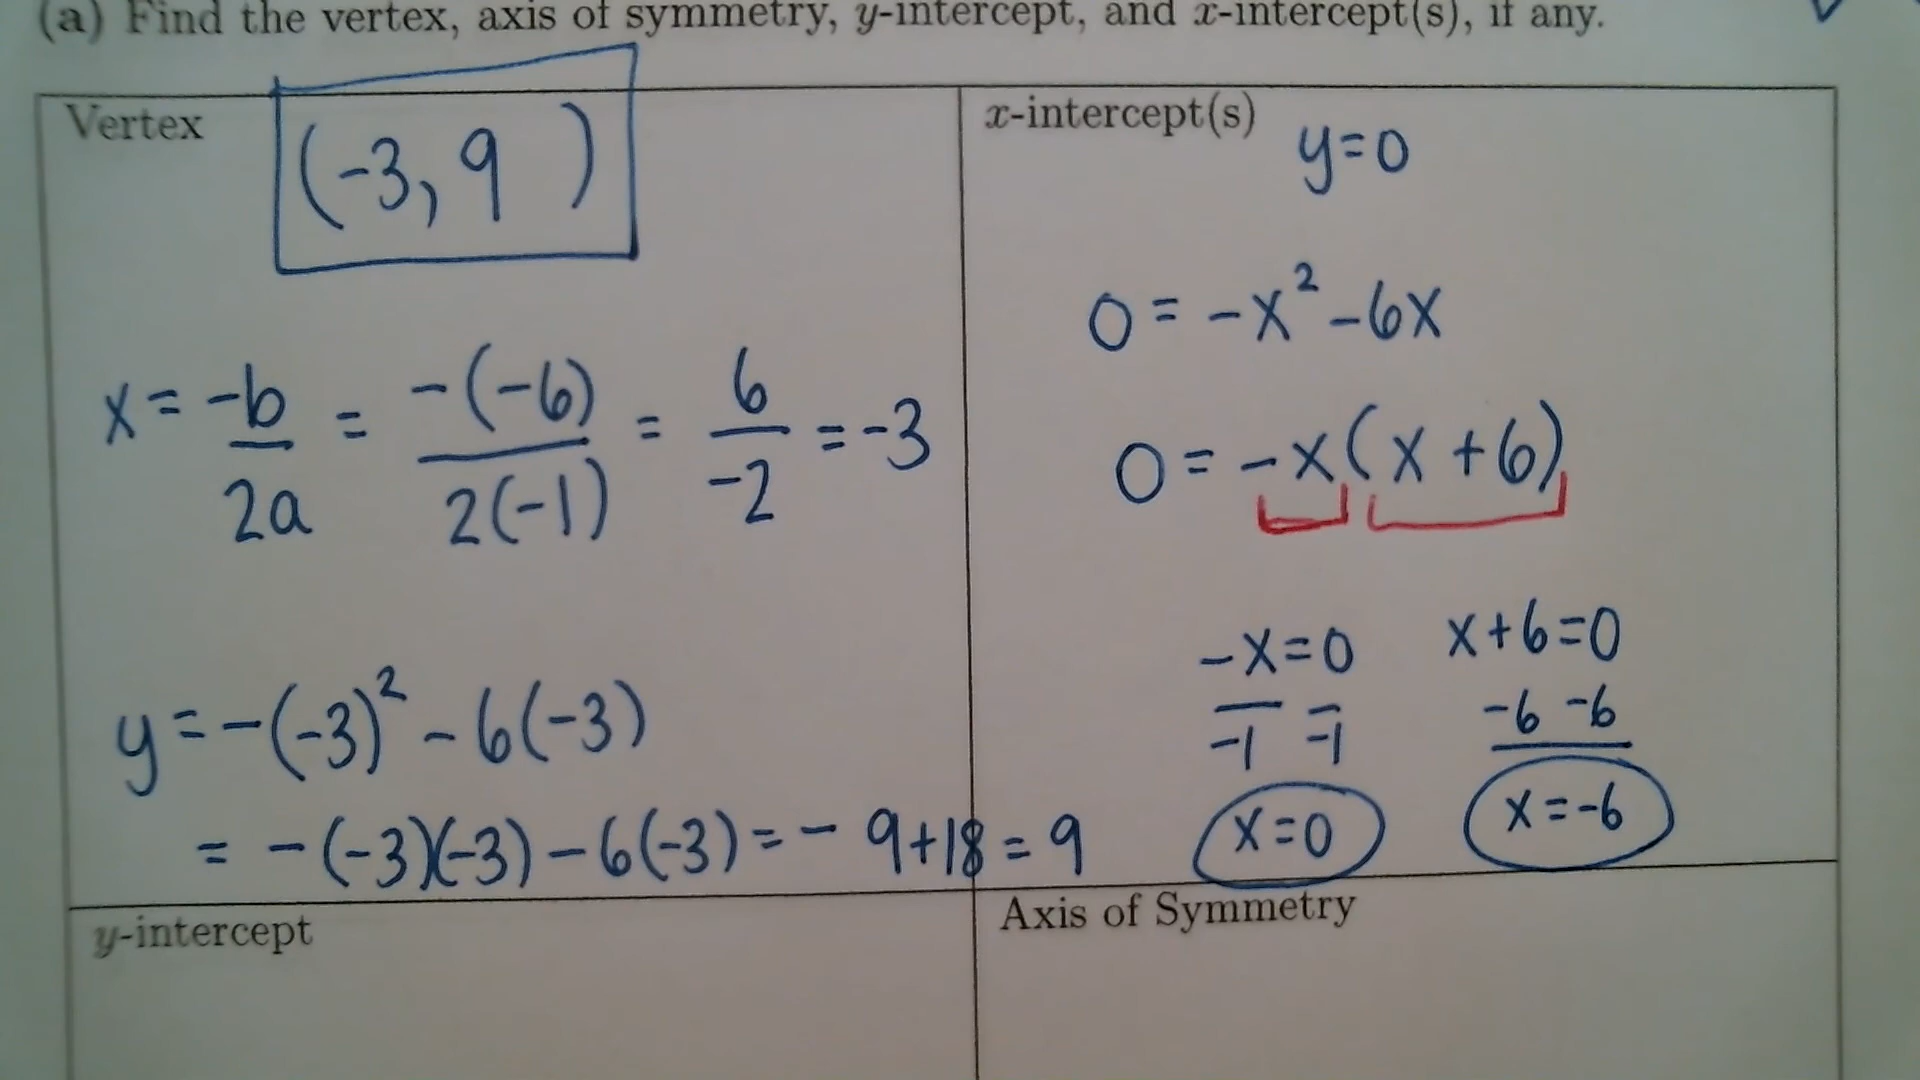 (a) Find the vertex, axis of symmetry, y-intercept, and x-intercept(s), if any.
Vertex
(-3, 9 )
x = -b/2a = -(-6)/2(-1) = 6/-2 = -3
y = -(-3)² - 6(-3)
= -(-3)(-3) - 6(-3) = - 9+18 = 9
x-intercept(s)
y=0
0 = -x² - 6x
0 = -x(x + 6)
-x=0 x+6=0
-1 -1 -6 -6
x=0 x=-6
y-intercept
Axis of Symmetry